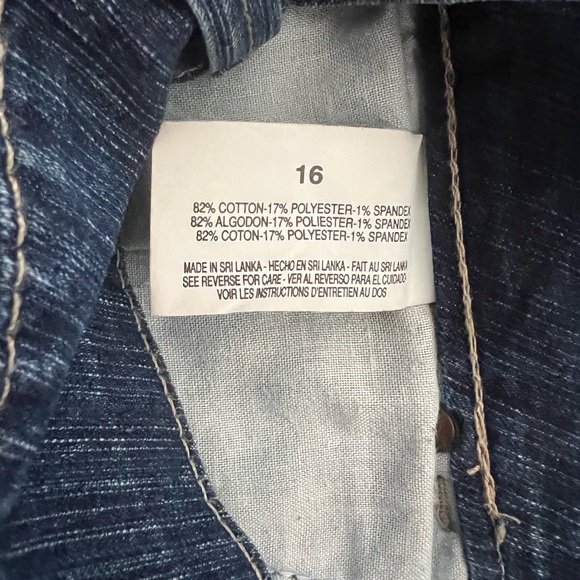 16
82% COTTON-17% POLYESTER-1% SPANDEX
82% ALGODON-17% POLIESTER-1% SPANDEX
82% COTON-17% POLYESTER-1% SPANDEX
MADE IN SRI LANKA - HECHO EN SRI LANKA - FAIT AU SRI LANKA
SEE REVERSE FOR CARE - VER AL REVERSO PARA EL CUIDADO
VOIR LES INSTRUCTIONS D'ENTRETIEN AU DOS